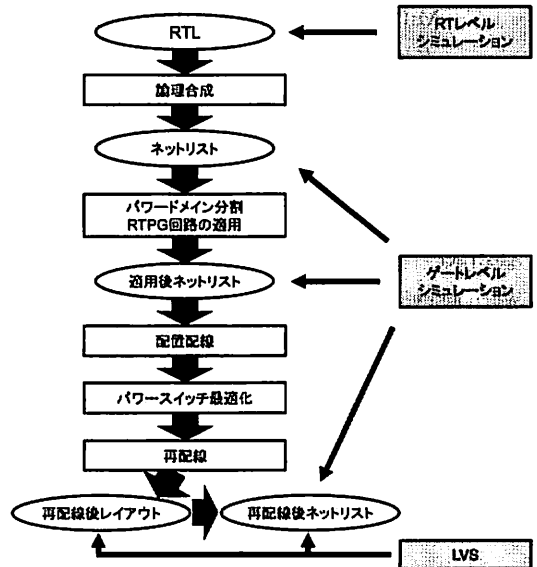 RTL
RTレベル
シミュレーション
論理合成
ネットリスト
パワードメイン分割
RTPG回路の適用
適用後ネットリスト
ゲートレベル
シミュレーション
配置配線
パワースイッチ最適化
再配線
再配線後レイアウト
再配線後ネットリスト
LVS